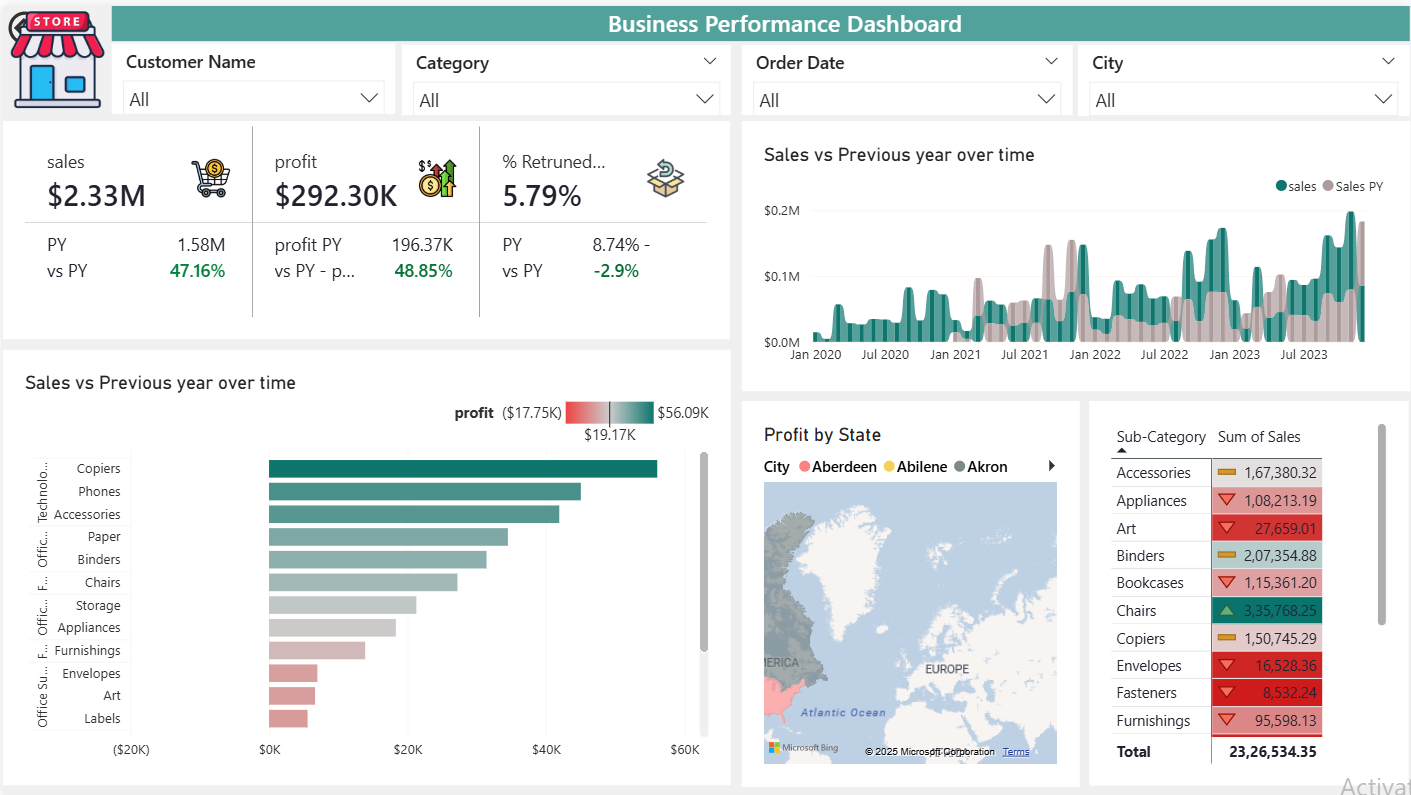 STORE
Business Performance Dashboard
Customer Name
All
Category
All
Order Date
All
City
All
sales
$2.33M
PY 1.58M
vs PY 47.16%
profit
$292.30K
profit PY 196.37K
vs PY - p... 48.85%
% Retruned...
5.79%
PY 8.74% -
vs PY -2.9%
Sales vs Previous year over time
sales Sales PY
$0.2M
$0.1M
$0.0M
Jan 2020 Jul 2020 Jan 2021 Jul 2021 Jan 2022 Jul 2022 Jan 2023 Jul 2023
Sales vs Previous year over time
profit ($17.75K) $56.09K
$19.17K
Technolo...
Copiers
Phones
Accessories
Offic...
Paper
Binders
F...
Chairs
Offic...
Storage
Appliances
F...
Furnishings
Office Su...
Envelopes
Art
Labels
($20K) $0K $20K $40K $60K
Profit by State
City Aberdeen Abilene Akron
MERICA
EUROPE
Atlantic Ocean
Microsoft Bing
© 2025 Microsoft Corporation Terms
Sub-Category Sum of Sales
Accessories 1,67,380.32
Appliances 1,08,213.19
Art 27,659.01
Binders 2,07,354.88
Bookcases 1,15,361.20
Chairs 3,35,768.25
Copiers 1,50,745.29
Envelopes 16,528.36
Fasteners 8,532.24
Furnishings 95,598.13
Total 23,26,534.35
Activat